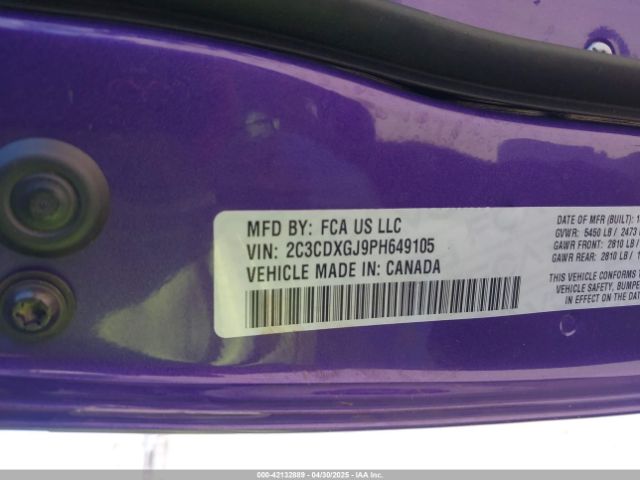 MFD BY: FCA US LLC
VIN: 2C3CDXGJ9PH649105
VEHICLE MADE IN: CANADA
DATE OF MFR (BUILT):
GVWR: 5450 LB / 2473
GAWR FRONT: 2810 LB /
GAWR REAR: 2810 LB /
THIS VEHICLE CONFORMS
VEHICLE SAFETY,
IN EFFECT ON THE DAT
000-42132889 - 04/30/2025 - IAA Inc.